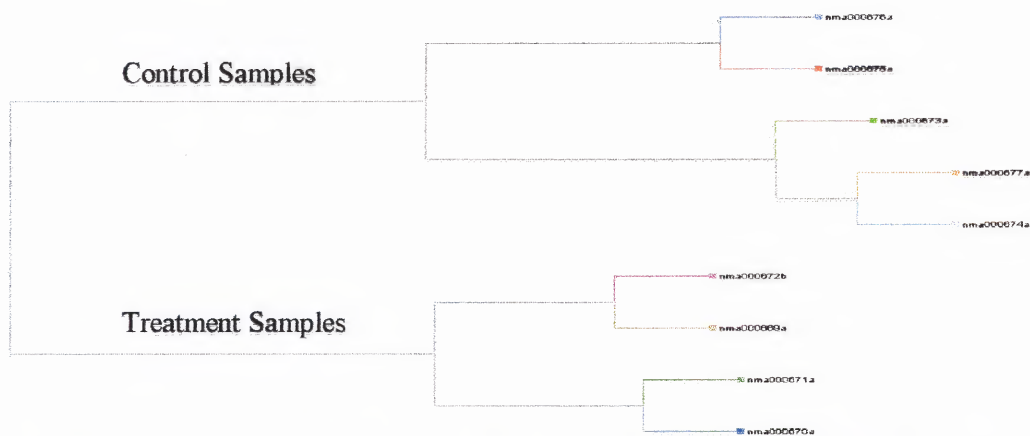 nma000676a
Control Samples
nma000675a
nma000673a
nma000677a
nma000674a
nma000672b
Treatment Samples
nma000669a
nma000671a
nma000670a